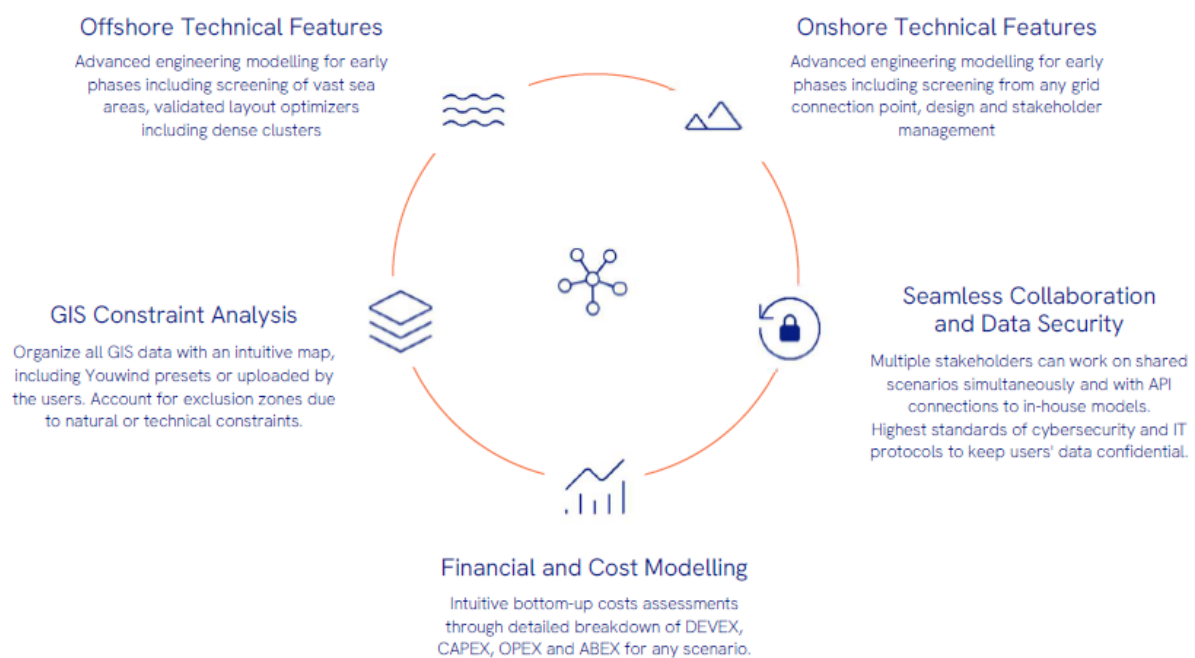 Offshore Technical Features
Advanced engineering modelling for early
phases including screening of vast sea
areas, validated layout optimizers
including dense clusters
Onshore Technical Features
Advanced engineering modelling for early
phases including screening from any grid
connection point, design and stakeholder
management
GIS Constraint Analysis
Organize all GIS data with an intuitive map,
including Youwind presets or uploaded by
the users. Account for exclusion zones due
to natural or technical constraints.
Seamless Collaboration
and Data Security
Multiple stakeholders can work on shared
scenarios simultaneously and with API
connections to in-house models.
Highest standards of cybersecurity and IT
protocols to keep users' data confidential.
Financial and Cost Modelling
Intuitive bottom-up costs assessments
through detailed breakdown of DEVEX,
CAPEX, OPEX and ABEX for any scenario.